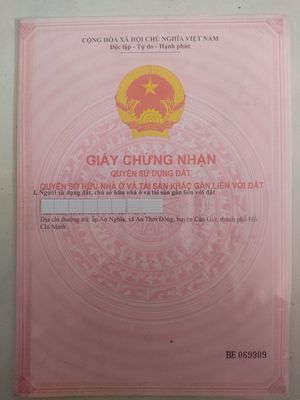 CỘNG HÒA XÃ HỘI CHỦ NGHĨA VIỆT NAM
Độc lập - Tự do - Hạnh phúc
GIẤY CHỨNG NHẬN
QUYỀN SỬ DỤNG ĐẤT
QUYỀN SỞ HỮU NHÀ Ở VÀ TÀI SẢN KHÁC GẮN LIỀN VỚI ĐẤT
I. Người sử dụng đất, chủ sở hữu nhà ở và tài sản gắn liền với đất
Địa chỉ thường trú: ấp An Nghĩa, xã An Thới Đông, huyện Cần Giờ, thành phố Hồ
Chí Minh
BE 069909